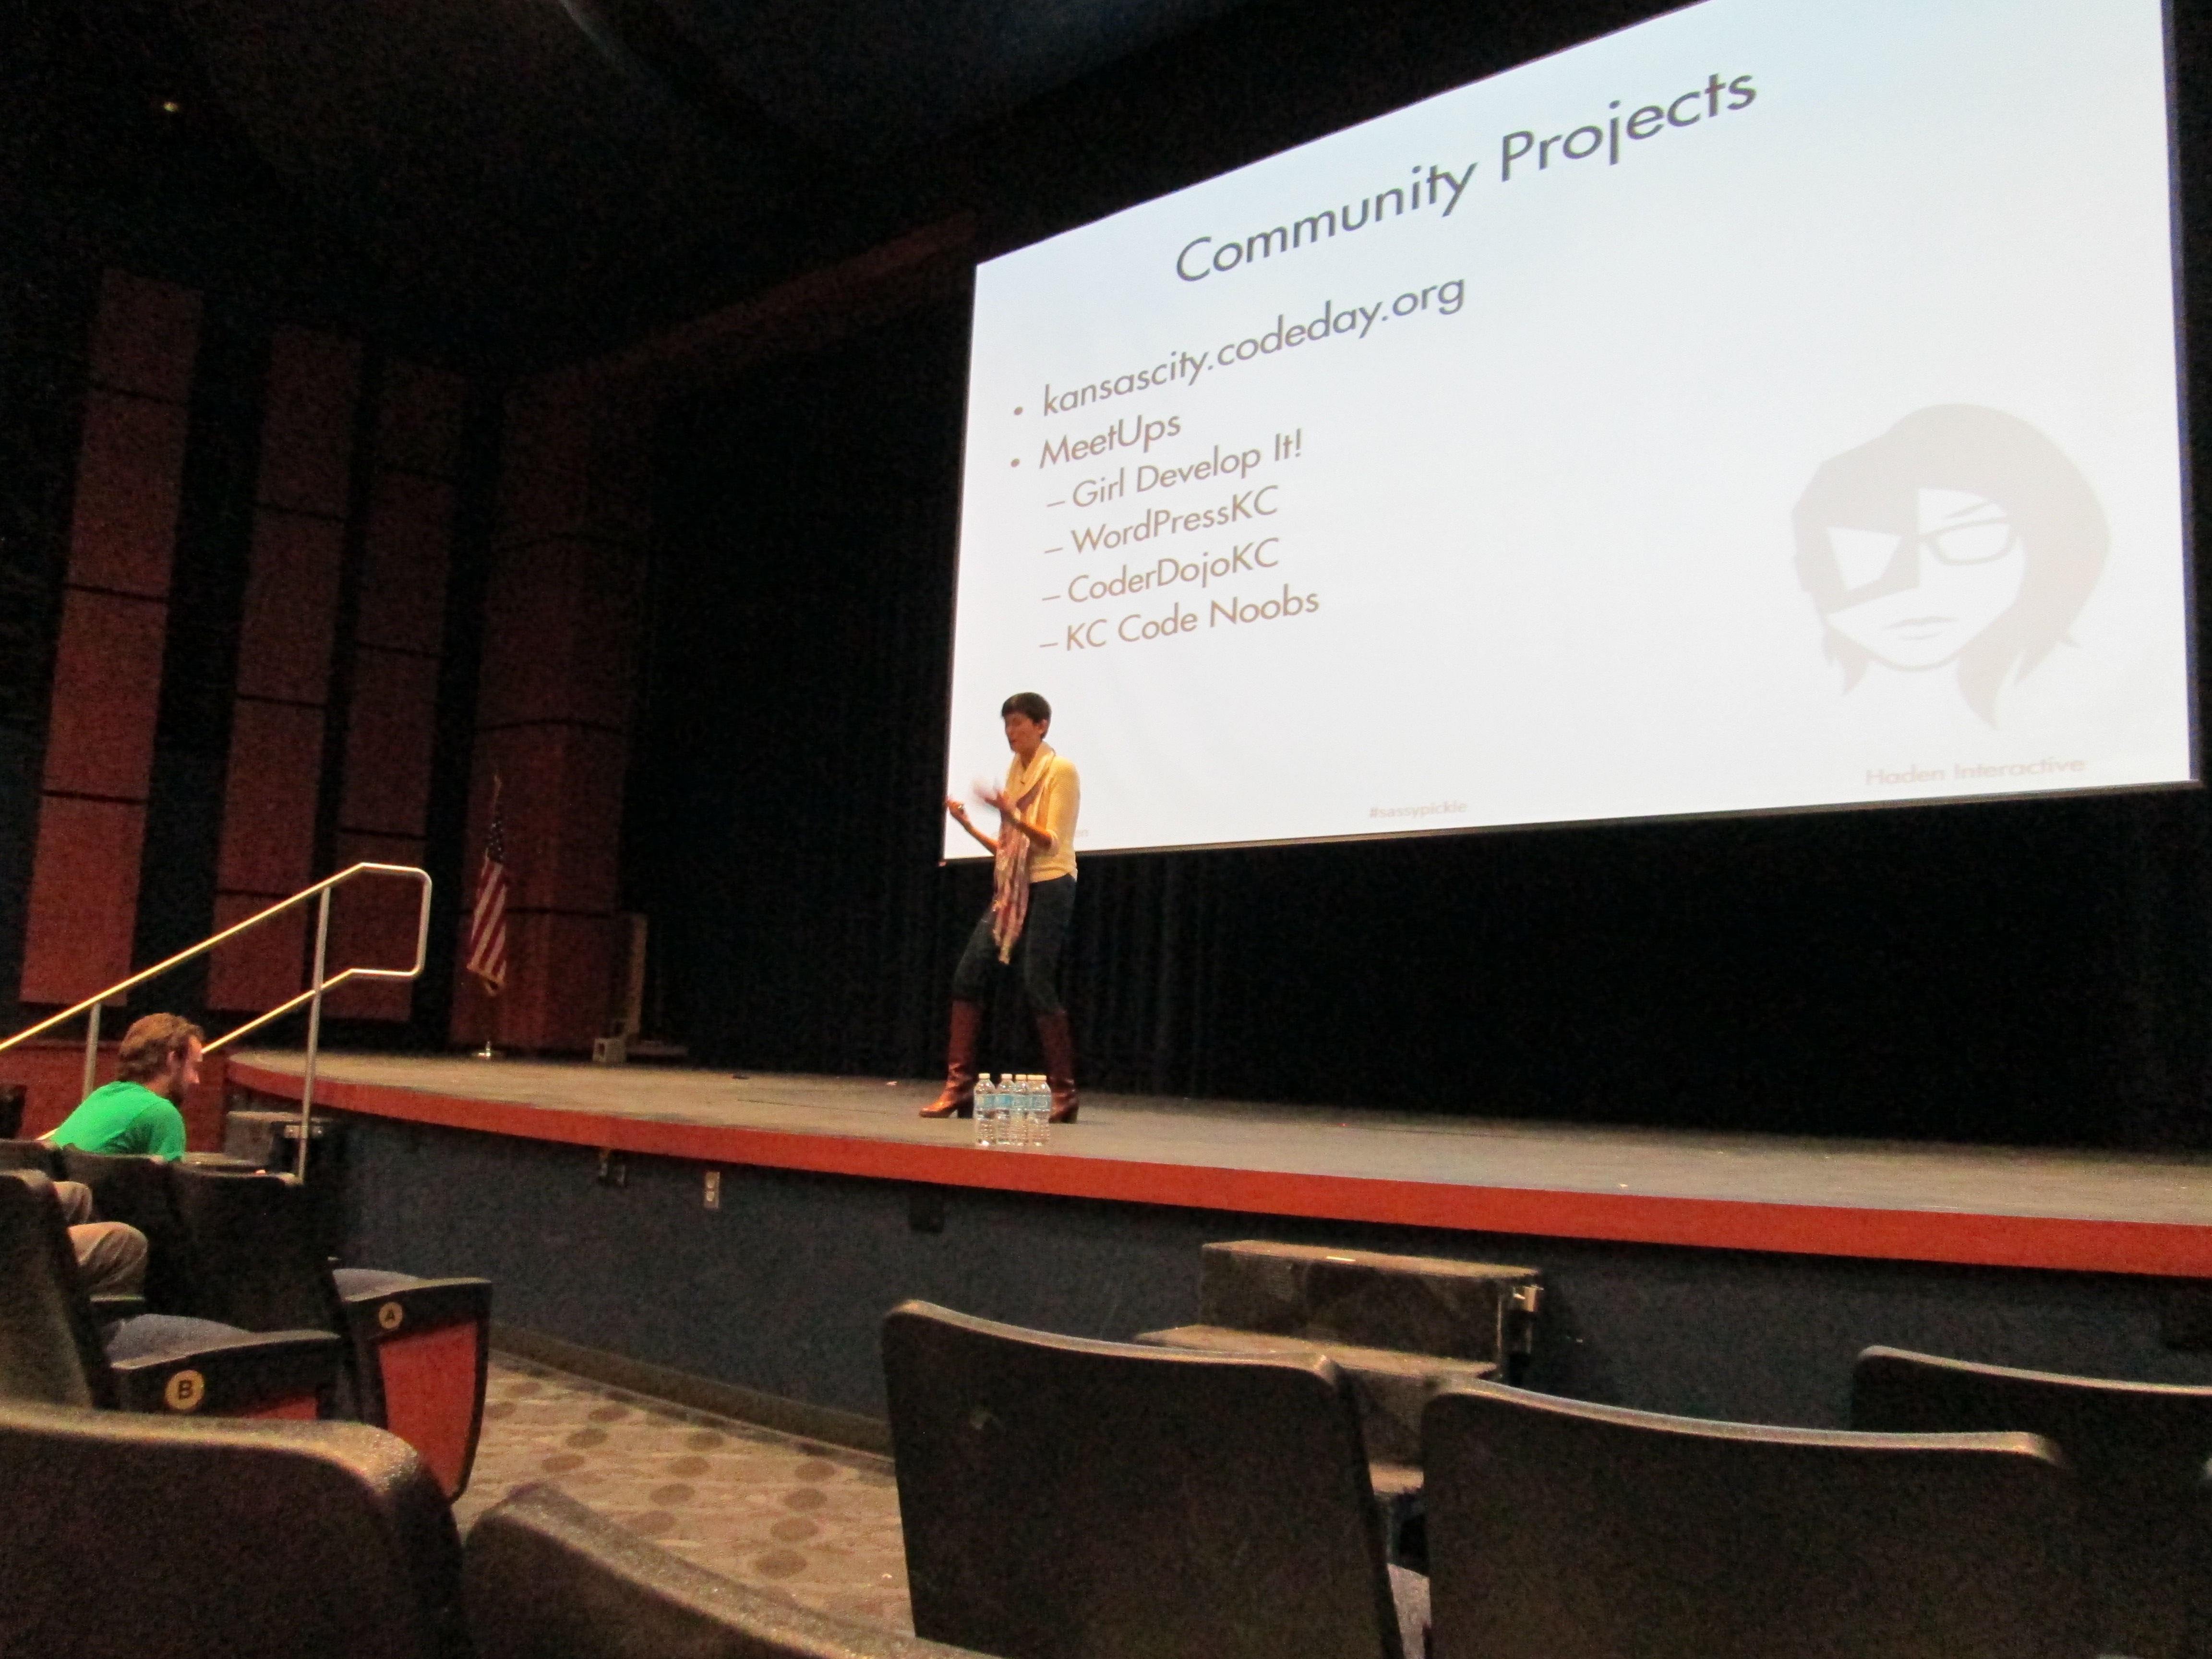 Community Projects
• kansascity.codeday.org
• MeetUps
– Girl Develop It!
– WordPressKC
– CoderDojoKC
– KC Code Noobs
Haden Interactive
#sassypickle
A
B